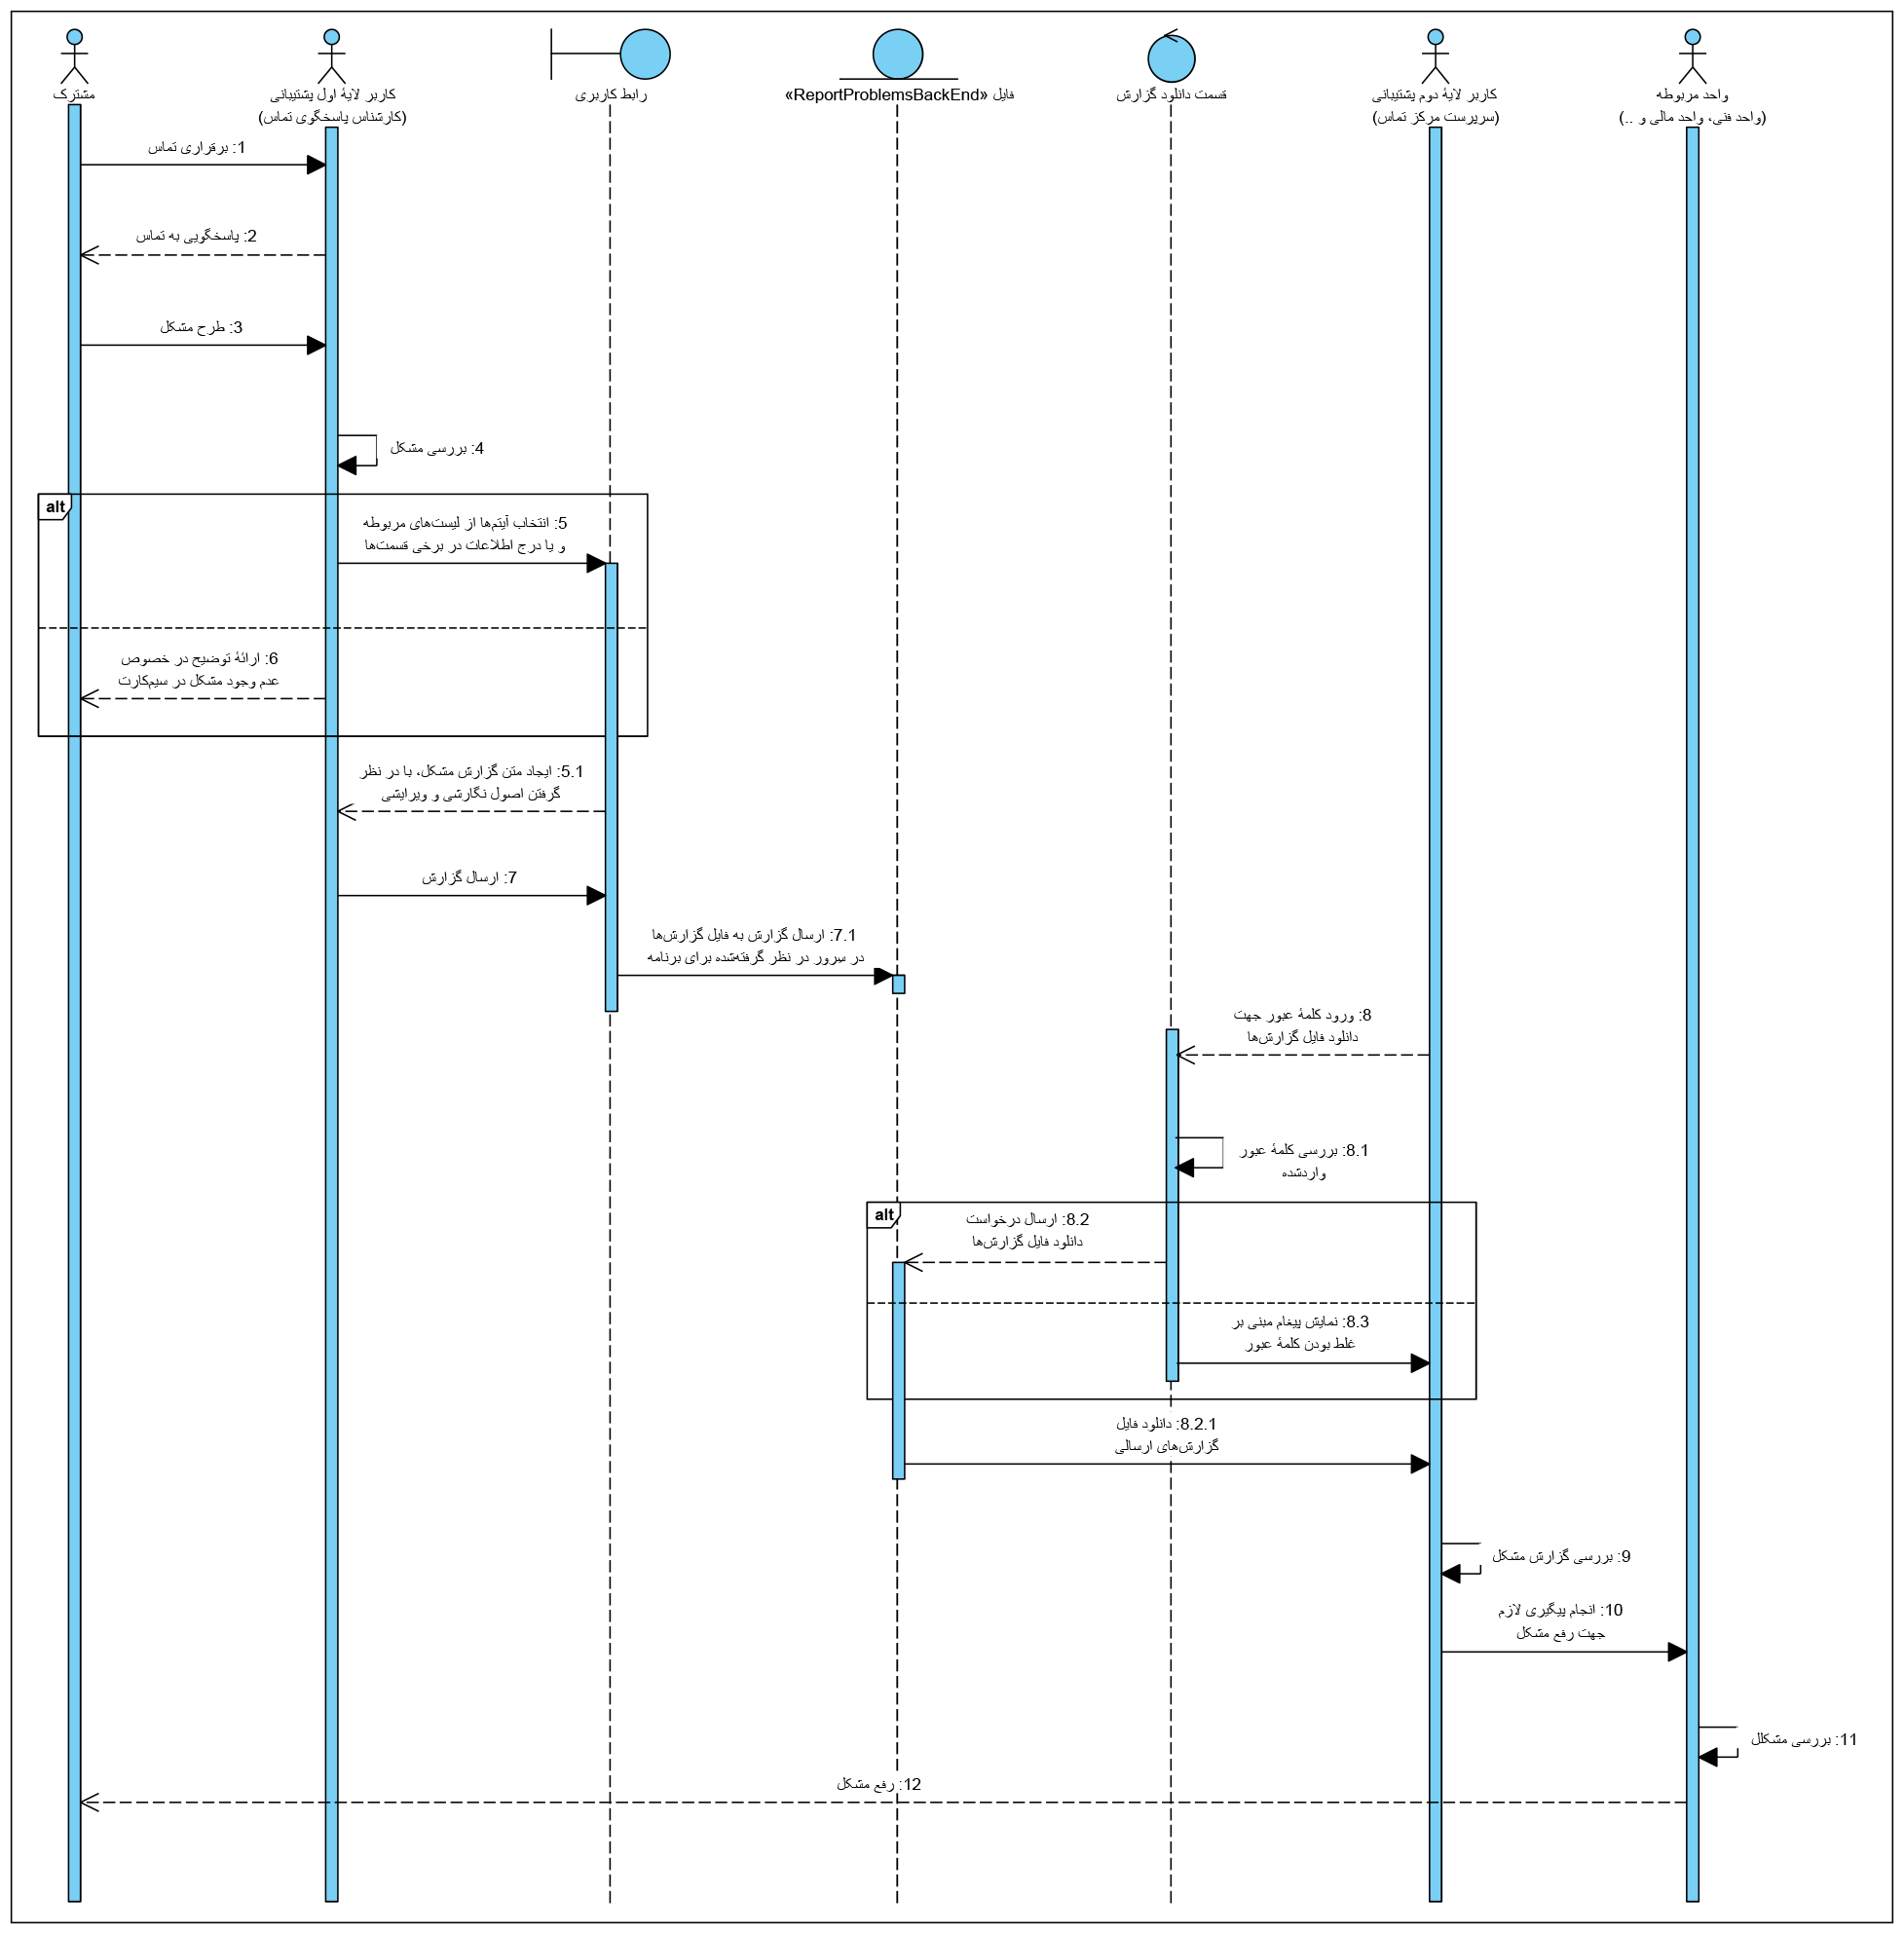 مشترک
کاربر لایهٔ اول پشتیبانی
(کارشناس پاسخگوی تماس)
رابط کاربری
فایل «ReportProblemsBackEnd»
قسمت دانلود گزارش
کاربر لایهٔ دوم پشتیبانی
(سرپرست مرکز تماس)
واحد مربوطه
(واحد فنی، واحد مالی و ..)
1: برقراری تماس
2: پاسخگویی به تماس
3: طرح مشکل
4: بررسی مشکل
alt
5: انتخاب آیتم‌ها از لیست‌های مربوطه
و یا درج اطلاعات در برخی قسمت‌ها
6: ارائهٔ توضیح در خصوص
عدم وجود مشکل در سیم‌کارت
5.1: ایجاد متن گزارش مشکل، با در نظر
گرفتن اصول نگارشی و ویرایشی
7: ارسال گزارش
7.1: ارسال گزارش به فایل گزارش‌ها
در سرور در نظر گرفته‌شده برای برنامه
8: ورود کلمهٔ عبور جهت
دانلود فایل گزارش‌ها
8.1: بررسی کلمهٔ عبور
واردشده
alt
8.2: ارسال درخواست
دانلود فایل گزارش‌ها
8.3: نمایش پیغام مبنی بر
غلط بودن کلمهٔ عبور
8.2.1: دانلود فایل
گزارش‌های ارسالی
9: بررسی گزارش مشکل
10: انجام پیگیری لازم
جهت رفع مشکل
11: بررسی مشکلل
12: رفع مشکل